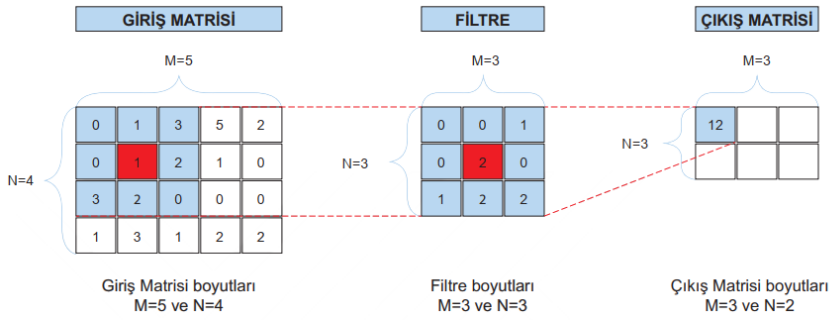 GİRİŞ MATRİSİ
FİLTRE
ÇIKIŞ MATRİSİ
M=5
M=3
M=3
N=4
0 1 3 5 2
0 1 2 1 0
3 2 0 0 0
1 3 1 2 2
N=3
0 0 1
0 2 0
1 2 2
N=3
12
Giriş Matrisi boyutları
M=5 ve N=4
Filtre boyutları
M=3 ve N=3
Çıkış Matrisi boyutları
M=3 ve N=2